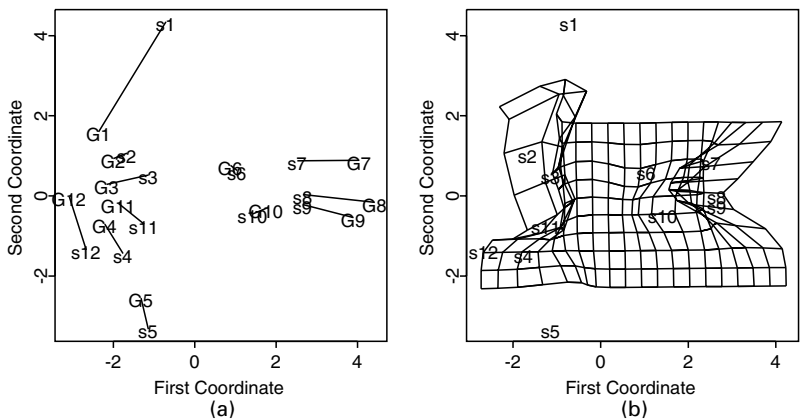 4
2
0
-2
Second Coordinate
s1
G1
G2
s2
G3
s3
G12
G11
G4
s11
s12
s4
G5
s5
G6
s6
s7
G7
s8
G8
s9
G9
G10
s10
-2
0
2
4
First Coordinate
(a)
4
2
0
-2
Second Coordinate
s1
s2
s3
s6
s7
s8
s9
s10
s11
s12
s4
s5
-2
0
2
4
First Coordinate
(b)